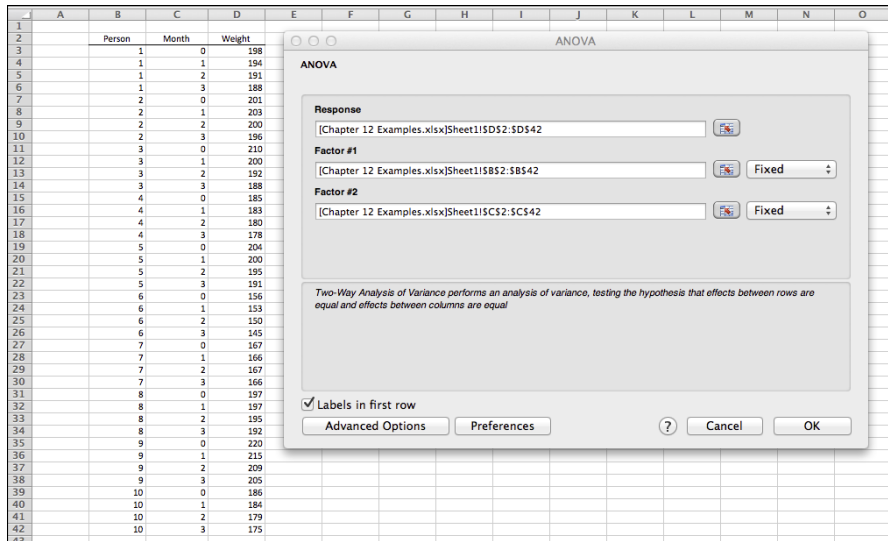 A B C D E F G H I J K L M N O
1
2 Person Month Weight
3 1 0 198
4 1 1 194
5 1 2 191
6 1 3 188
7 2 0 201
8 2 1 203
9 2 2 200
10 2 3 196
11 3 0 210
12 3 1 200
13 3 2 192
14 3 3 188
15 4 0 185
16 4 1 183
17 4 2 180
18 4 3 178
19 5 0 204
20 5 1 200
21 5 2 195
22 5 3 191
23 6 0 156
24 6 1 153
25 6 2 150
26 6 3 145
27 7 0 167
28 7 1 166
29 7 2 167
30 7 3 166
31 8 0 197
32 8 1 197
33 8 2 195
34 8 3 192
35 9 0 220
36 9 1 215
37 9 2 209
38 9 3 205
39 10 0 186
40 10 1 184
41 10 2 179
42 10 3 175
43
ANOVA
ANOVA
Response
[Chapter 12 Examples.xlsx]Sheet1!$D$2:$D$42
Factor #1
[Chapter 12 Examples.xlsx]Sheet1!$B$2:$B$42 Fixed
Factor #2
[Chapter 12 Examples.xlsx]Sheet1!$C$2:$C$42 Fixed
Two-Way Analysis of Variance performs an analysis of variance, testing the hypothesis that effects between rows are
equal and effects between columns are equal
Labels in first row
Advanced Options Preferences ? Cancel OK